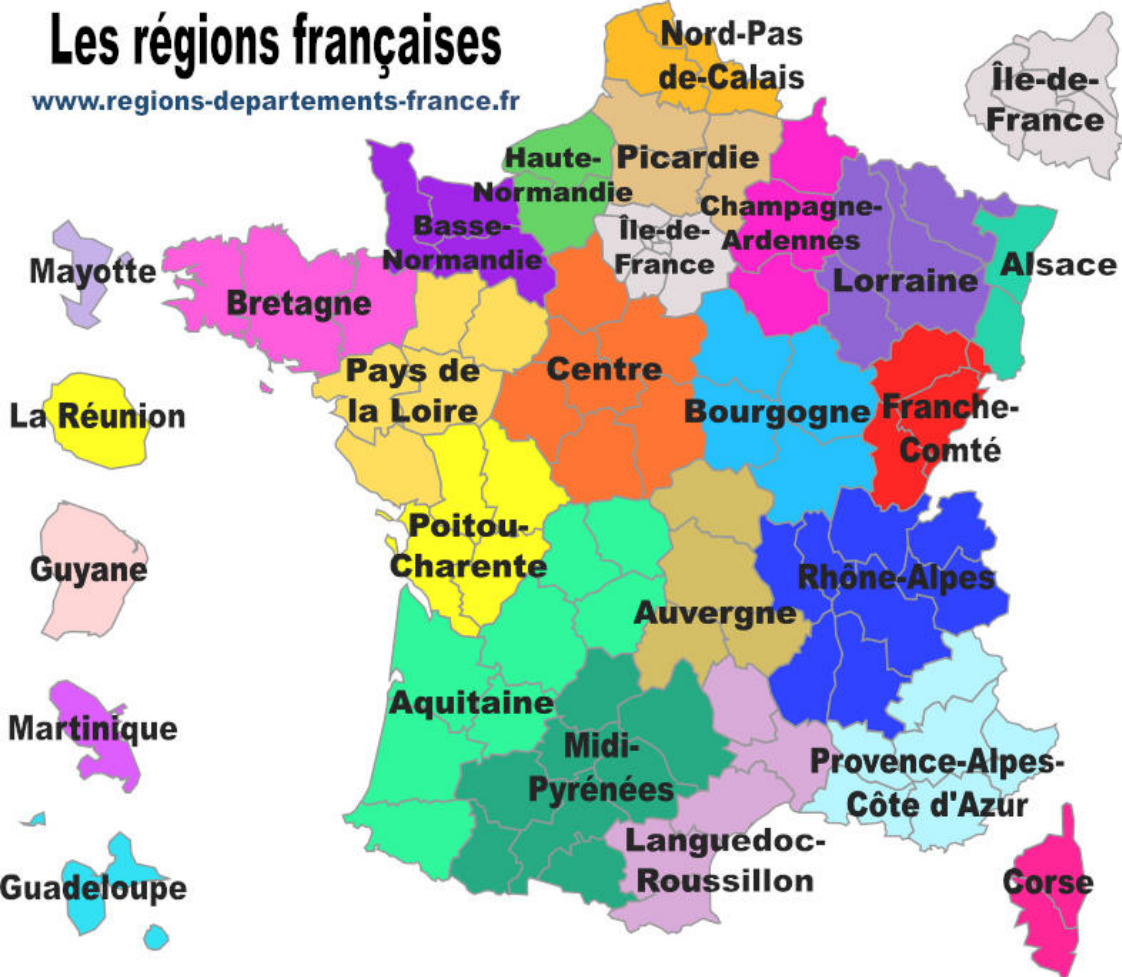 Les régions françaises
www.regions-departements-france.fr
Nord-Pas
de-Calais
Île-de-
France
Haute-
Normandie
Picardie
Basse-
Normandie
Île-de-
France
Champagne-
Ardennes
Lorraine
Alsace
Mayotte
Bretagne
Pays de
la Loire
Centre
Bourgogne
Franche-
Comté
La Réunion
Poitou-
Charente
Guyane
Rhône-Alpes
Auvergne
Aquitaine
Martinique
Midi-
Pyrénées
Provence-Alpes-
Côte d'Azur
Languedoc-
Roussillon
Guadeloupe
Corse